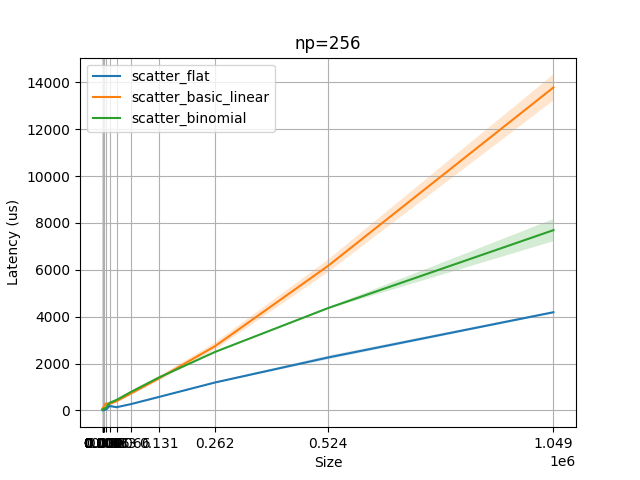 np=256
scatter_flat
scatter_basic_linear
scatter_binomial
14000
12000
10000
8000
6000
4000
2000
0
Latency (us)
0.131 0.262 0.524 1.049
Size
1e6